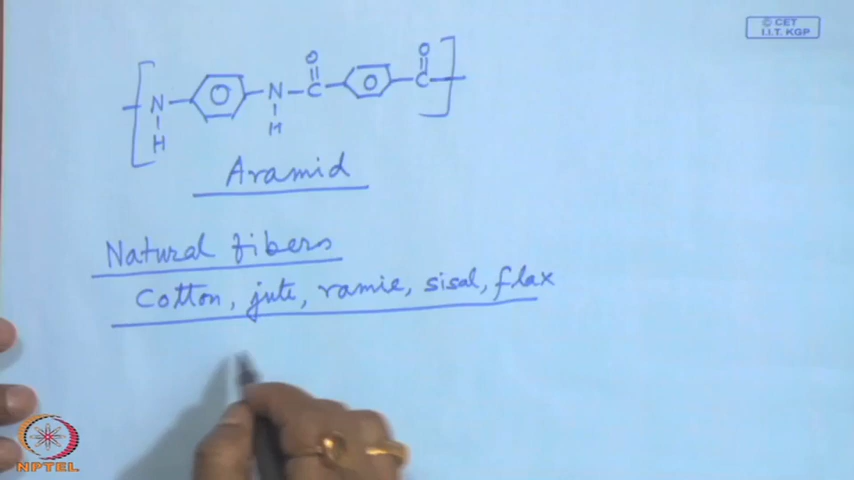 © CET
I.I.T. KGP
O O
N N C C
H H
Aramid
Natural fibers
Cotton, jute, ramie, sisal, flax
NPTEL